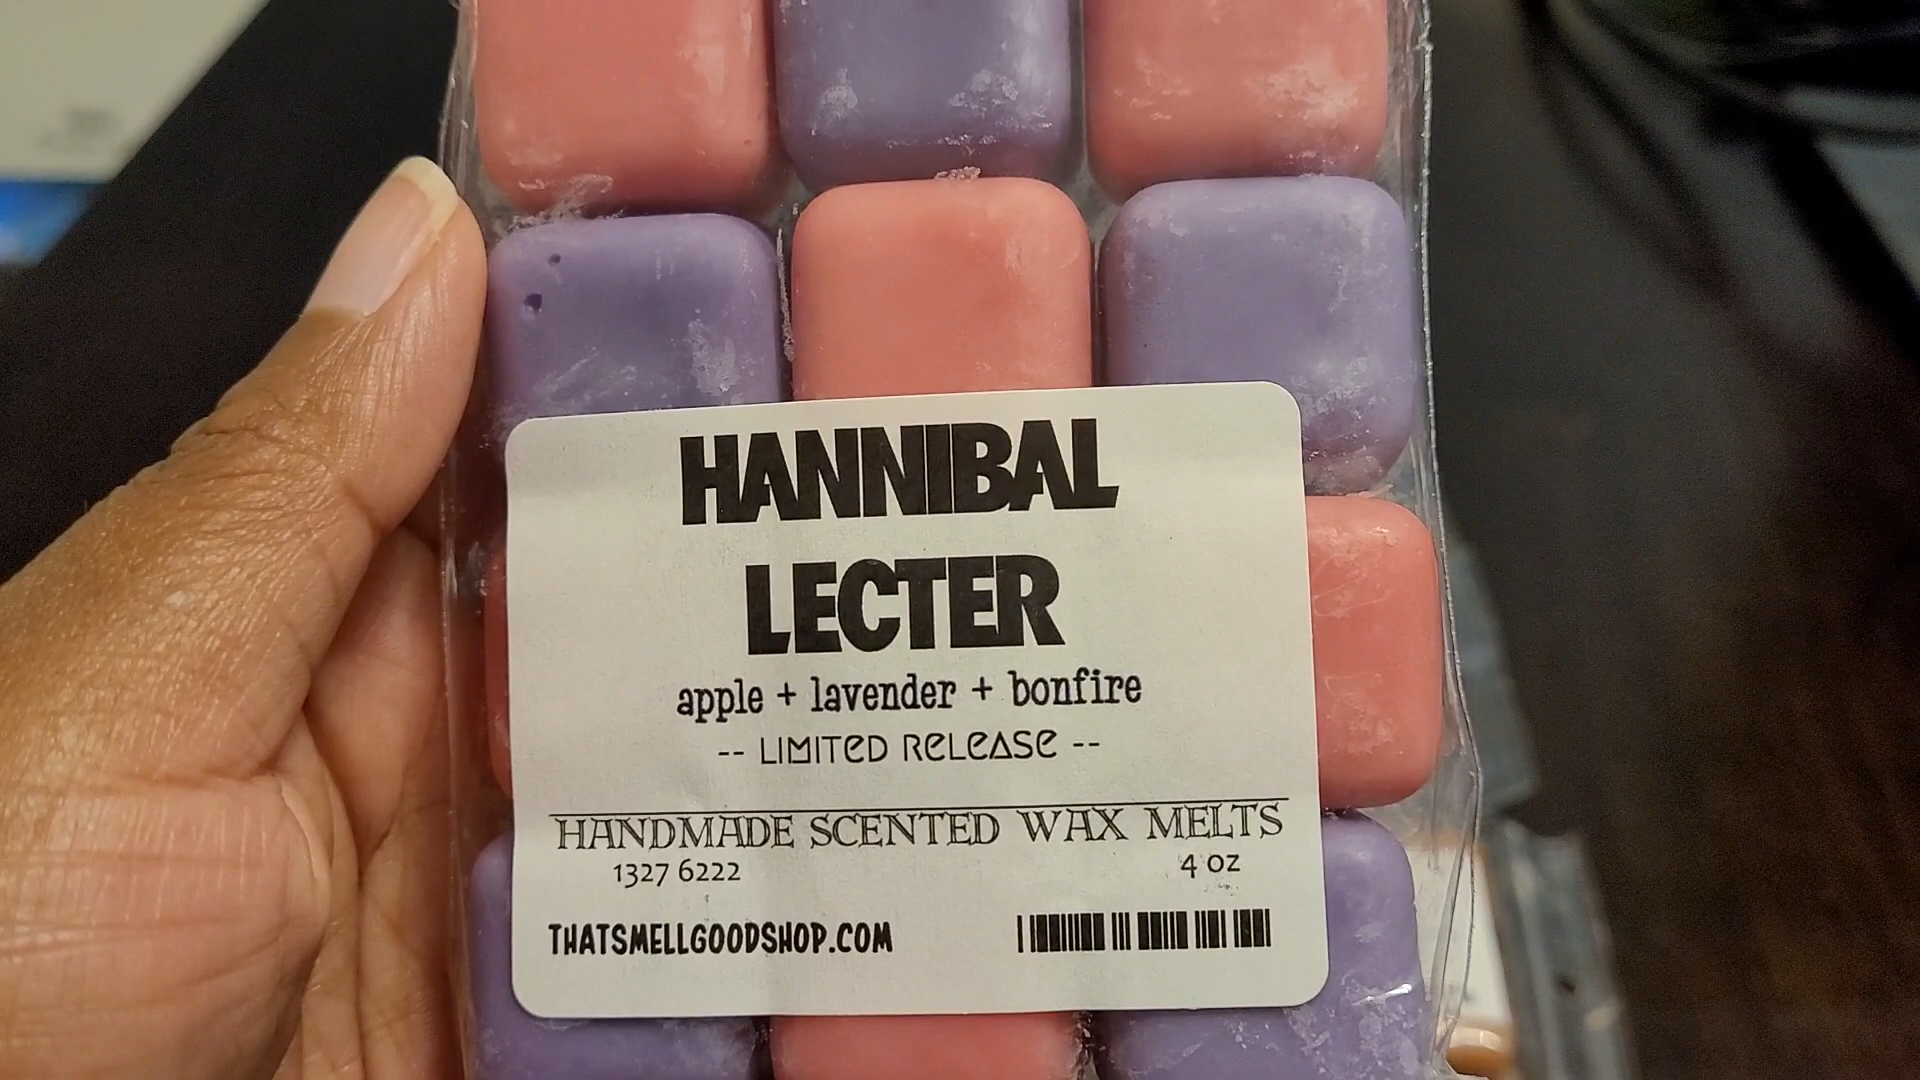 HANNIBAL
LECTER
apple + lavender + bonfire
-- LIMITED RELEASE --
HANDMADE SCENTED WAX MELTS
1327 6222 4 oz
THATSMELLGOODSHOP.COM